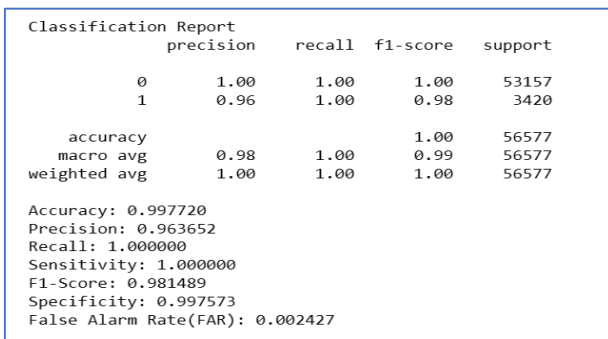 Classification Report
precision recall f1-score support
0 1.00 1.00 1.00 53157
1 0.96 1.00 0.98 3420
accuracy 1.00 56577
macro avg 0.98 1.00 0.99 56577
weighted avg 1.00 1.00 1.00 56577
Accuracy: 0.997720
Precision: 0.963652
Recall: 1.000000
Sensitivity: 1.000000
F1-Score: 0.981489
Specificity: 0.997573
False Alarm Rate(FAR): 0.002427